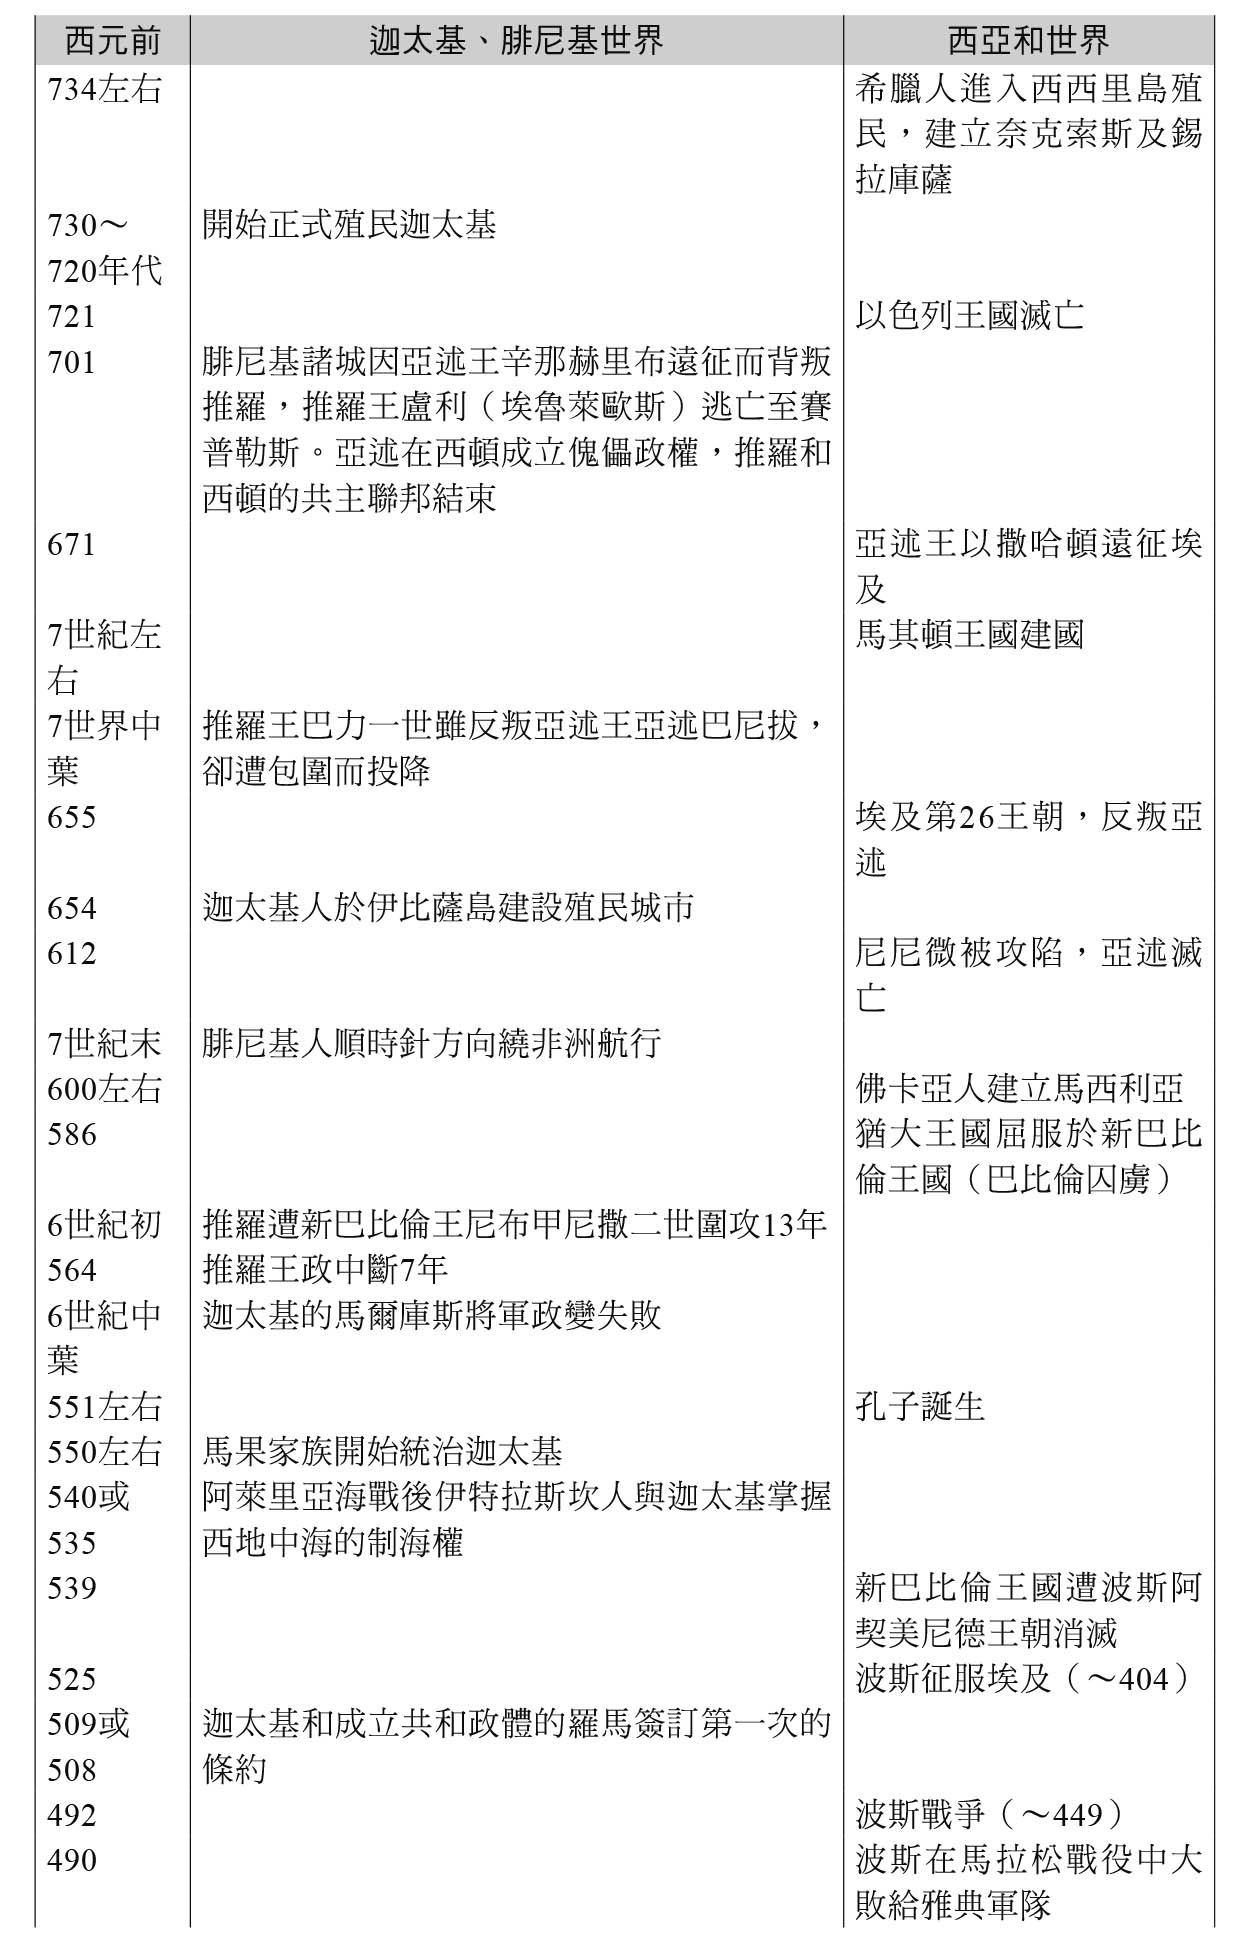 西元前 迦太基、腓尼基世界 西亞和世界
734左右 希臘人進入西西里島殖
民，建立奈克索斯及錫
拉庫薩
730～ 開始正式殖民迦太基
720年代
721 以色列王國滅亡
701 腓尼基諸城因亞述王辛那赫里布遠征而背叛
推羅，推羅王盧利（埃魯萊歐斯）逃亡至賽
普勒斯。亞述在西頓成立傀儡政權，推羅和
西頓的共主聯邦結束
671 亞述王以撒哈頓遠征埃
及
7世紀左 馬其頓王國建國
右
7世界中 推羅王巴力一世雖反叛亞述王亞述巴尼拔，
葉 卻遭包圍而投降
655 埃及第26王朝，反叛亞
述
654 迦太基人於伊比薩島建設殖民城市
612 尼尼微被攻陷，亞述滅
亡
7世紀末 腓尼基人順時針方向繞非洲航行
600左右 佛卡亞人建立馬西利亞
586 猶大王國屈服於新巴比
倫王國（巴比倫囚虜）
6世紀初 推羅遭新巴比倫王尼布甲尼撒二世圍攻13年
564 推羅王政中斷7年
6世紀中 迦太基的馬爾庫斯將軍政變失敗
葉
551左右 孔子誕生
550左右 馬果家族開始統治迦太基
540或 阿萊里亞海戰後伊特拉斯坎人與迦太基掌握
535 西地中海的制海權
539 新巴比倫王國遭波斯阿
契美尼德王朝消滅
525 波斯征服埃及（～404）
509或 迦太基和成立共和政體的羅馬簽訂第一次的
508 條約
492 波斯戰爭（～449）
490 波斯在馬拉松戰役中大
敗給雅典軍隊